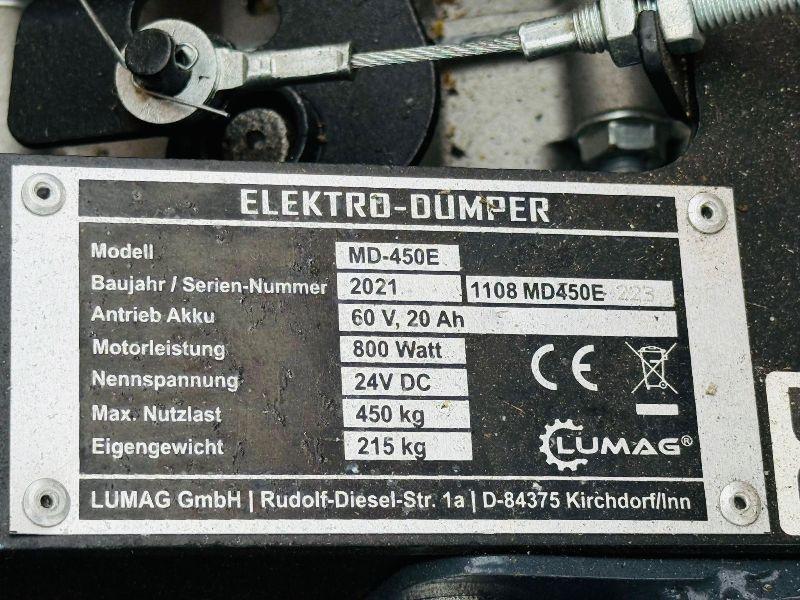 ELEKTRO-DUMPER
Modell MD-450E
Baujahr / Serien-Nummer 2021 1108 MD450E 223
Antrieb Akku 60 V, 20 Ah
Motorleistung 800 Watt
Nennspannung 24V DC
Max. Nutzlast 450 kg
Eigengewicht 215 kg
CE
LUMAG®
LUMAG GmbH | Rudolf-Diesel-Str. 1a | D-84375 Kirchdorf/Inn